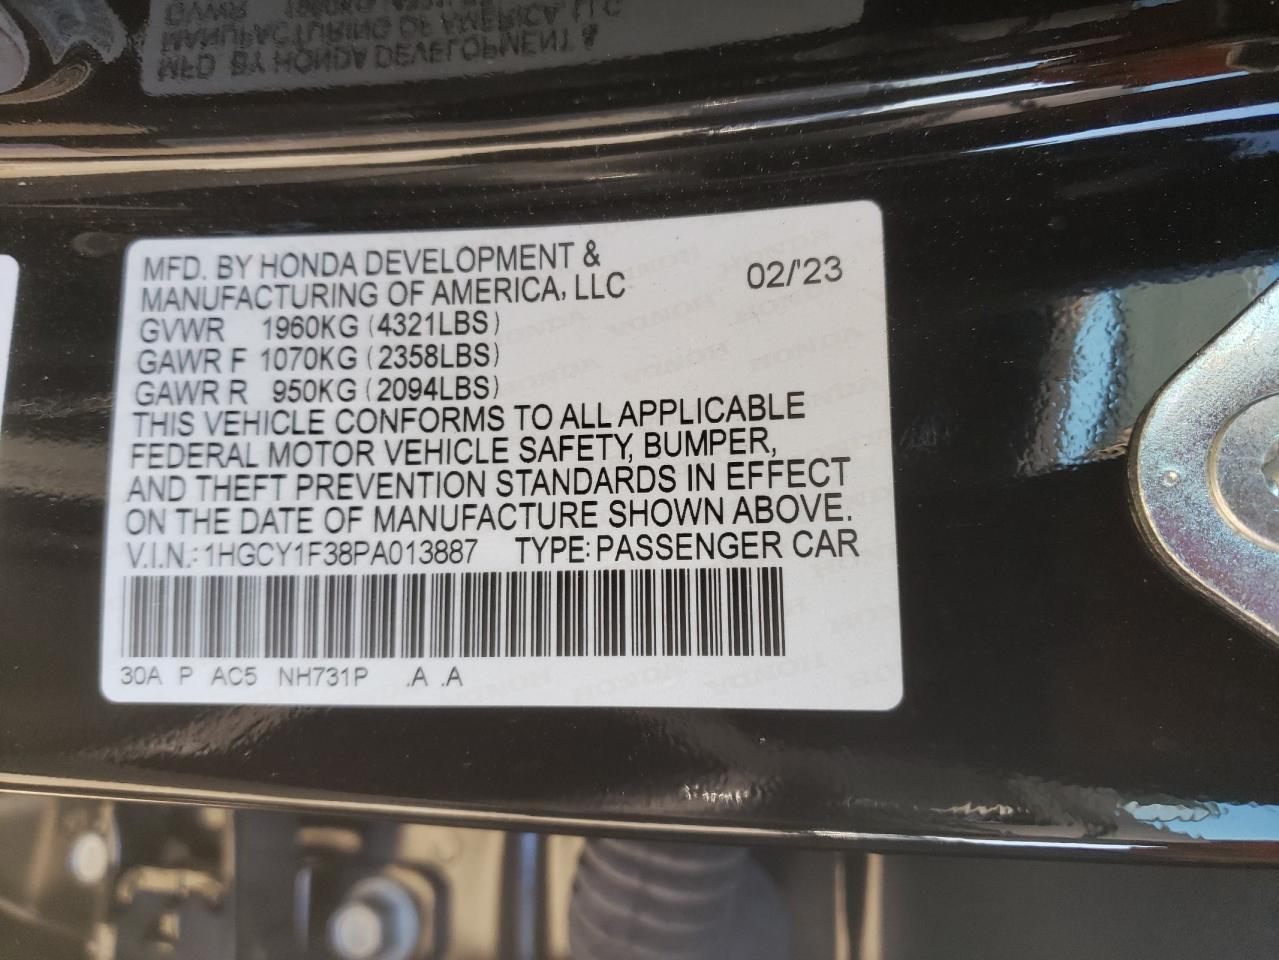 MFD. BY HONDA DEVELOPMENT &
MANUFACTURING OF AMERICA, LLC 02/'23
GVWR 1960KG (4321LBS)
GAWR F 1070KG (2358LBS)
GAWR R 950KG (2094LBS)
THIS VEHICLE CONFORMS TO ALL APPLICABLE
FEDERAL MOTOR VEHICLE SAFETY, BUMPER,
AND THEFT PREVENTION STANDARDS IN EFFECT
ON THE DATE OF MANUFACTURE SHOWN ABOVE.
V.I.N.: 1HGCY1F38PA013887 TYPE: PASSENGER CAR
30A P AC5 NH731P .A .A